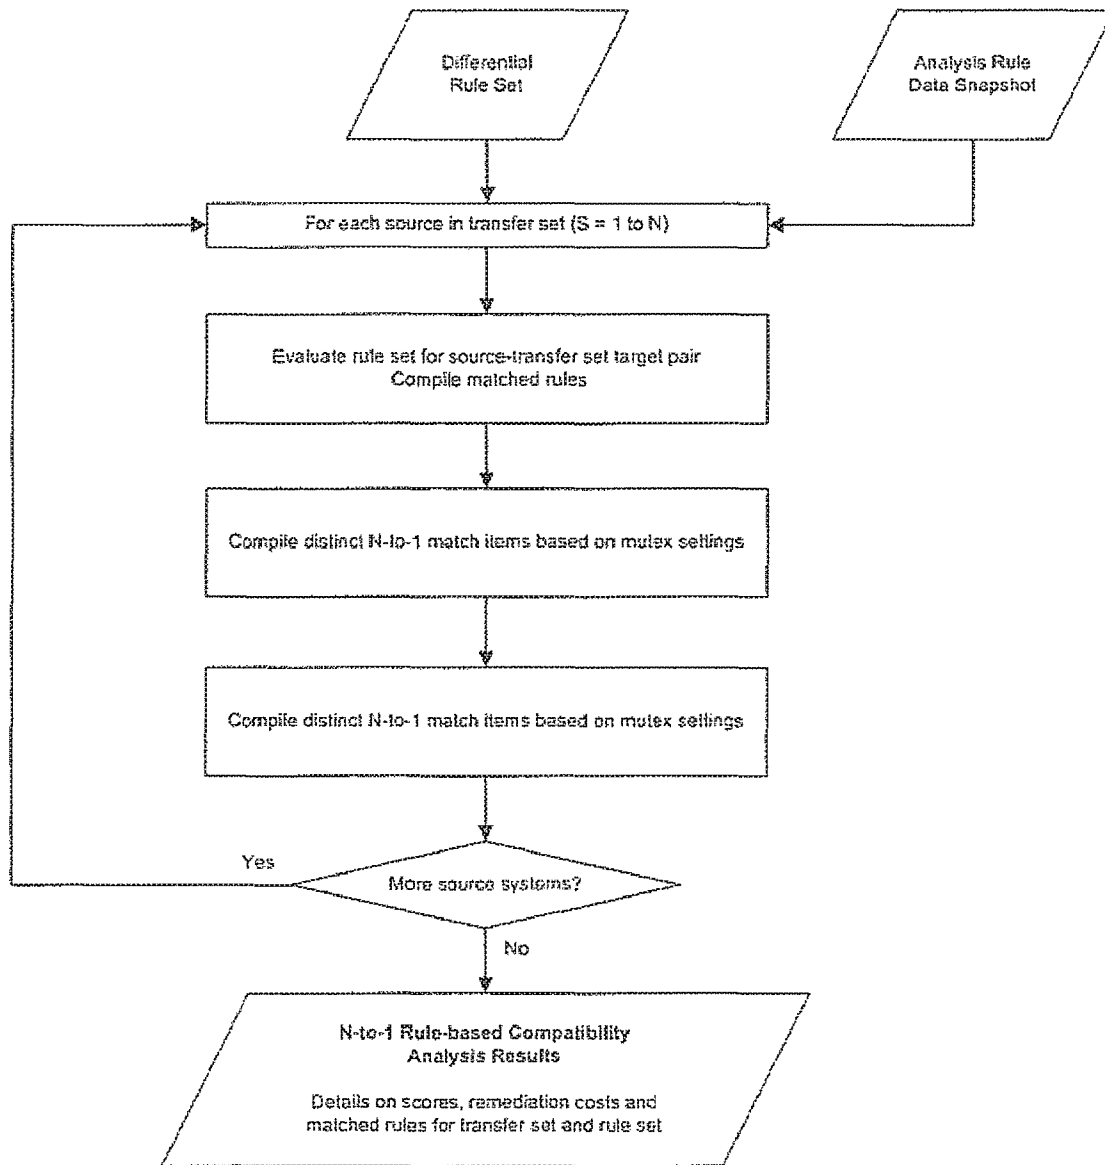 Differential
Rule Set
Analysis Rule
Data Snapshot
For each source in transfer set (S = 1 to N)
Evaluate rule set for source-transfer set target pair
Compile matched rules
Compile distinct N-to-1 match items based on mutex settings
Compile distinct N-to-1 match items based on mutex settings
Yes
More source systems?
No
N-to-1 Rule-based Compatibility
Analysis Results
Details on scores, remediation costs and
matched rules for transfer set and rule set